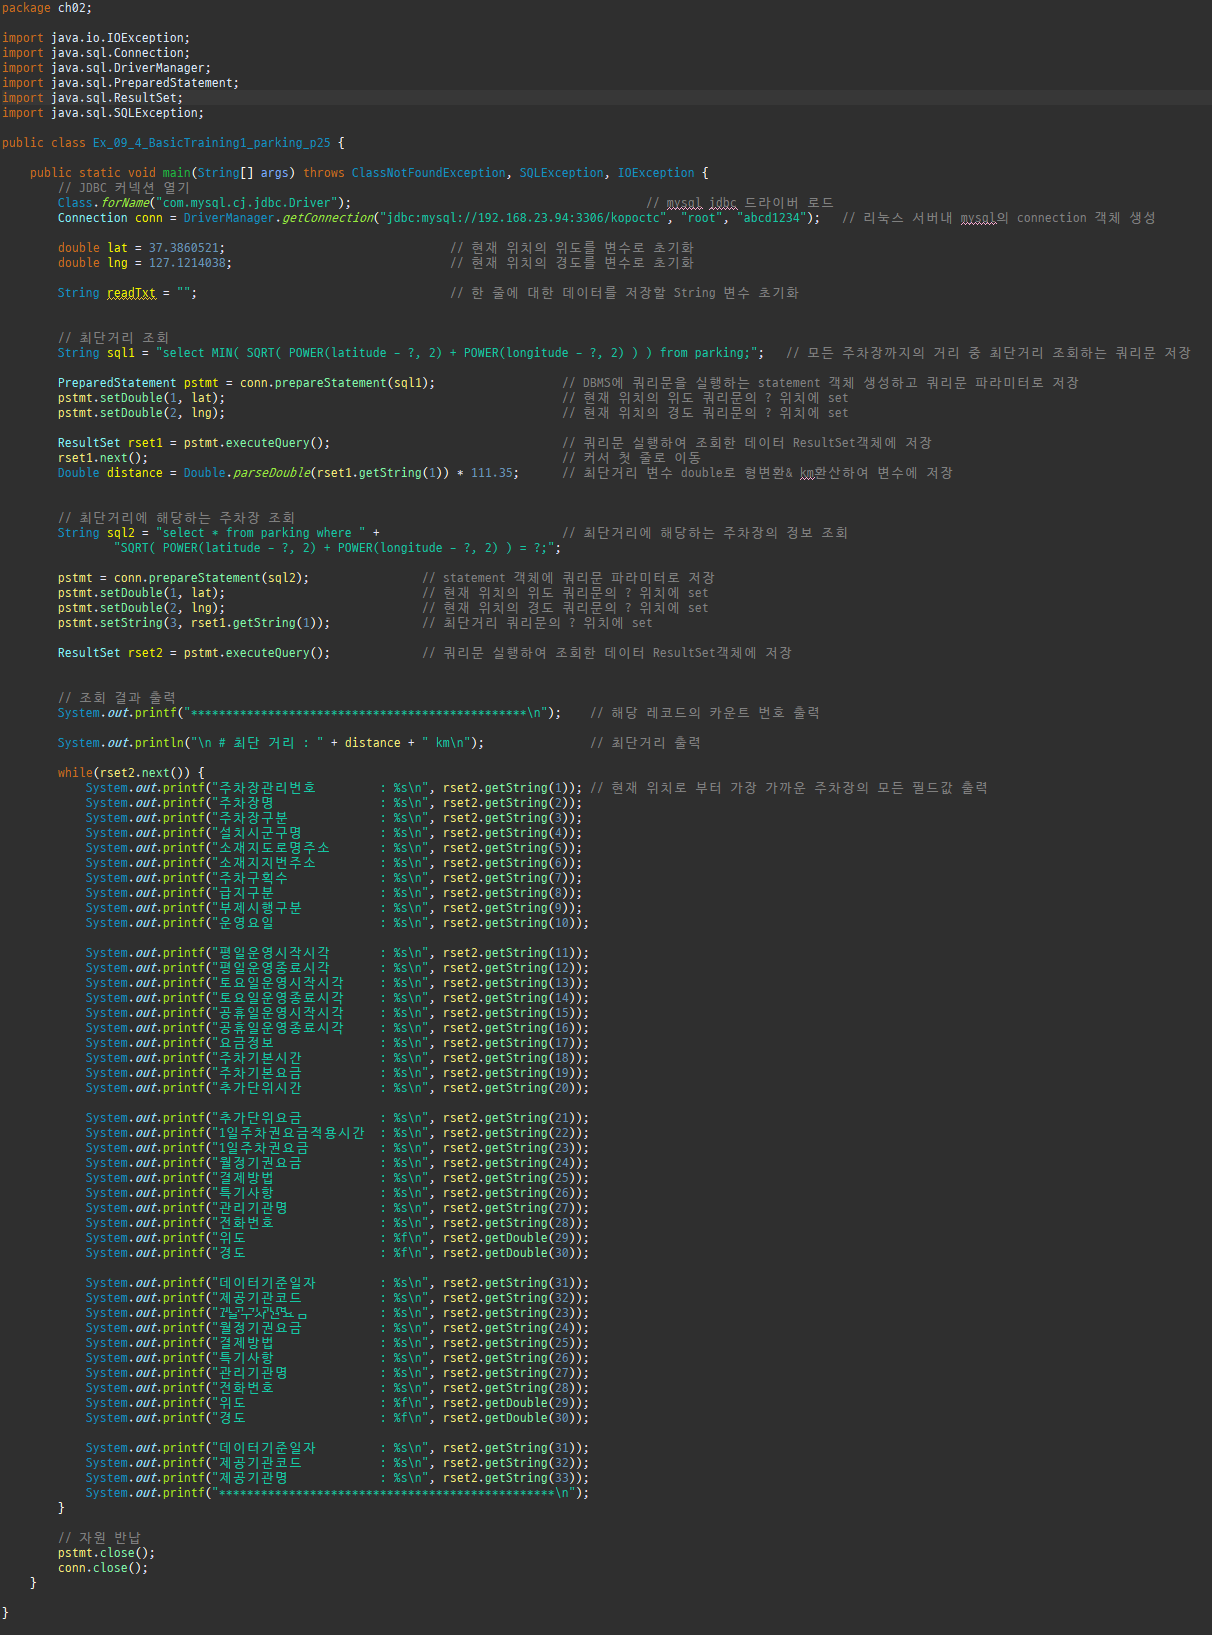 package ch02;
import java.io.IOException;
import java.sql.Connection;
import java.sql.DriverManager;
import java.sql.PreparedStatement;
import java.sql.ResultSet;
import java.sql.SQLException;
public class Ex_09_4_BasicTraining1_parking_p25 {
public static void main(String[] args) throws ClassNotFoundException, SQLException, IOException {
// JDBC 커넥션 열기
Class.forName("com.mysql.cj.jdbc.Driver"); // mysql jdbc 드라이버 로드
Connection conn = DriverManager.getConnection("jdbc:mysql://192.168.23.94:3306/kopoctc", "root", "abcd1234"); // 리눅스 서버내 mysql의 connection 객체 생성
double lat = 37.3860521; // 현재 위치의 위도를 변수로 초기화
double lng = 127.1214038; // 현재 위치의 경도를 변수로 초기화
String readTxt = ""; // 한 줄에 대한 데이터를 저장할 String 변수 초기화
// 최단거리 조회
String sql1 = "select MIN( SQRT( POWER(latitude - ?, 2) + POWER(longitude - ?, 2) ) ) from parking;"; // 모든 주차장까지의 거리 중 최단거리 조회하는 쿼리문 저장
PreparedStatement pstmt = conn.prepareStatement(sql1); // DBMS에 쿼리문을 실행하는 statement 객체 생성하고 쿼리문 파라미터로 저장
pstmt.setDouble(1, lat); // 현재 위치의 위도 쿼리문의 ? 위치에 set
pstmt.setDouble(2, lng); // 현재 위치의 경도 쿼리문의 ? 위치에 set
ResultSet rset1 = pstmt.executeQuery(); // 쿼리문 실행하여 조회한 데이터 ResultSet객체에 저장
rset1.next(); // 커서 첫 줄로 이동
Double distance = Double.parseDouble(rset1.getString(1)) * 111.35; // 최단거리 변수 double로 형변환& km환산하여 변수에 저장
// 최단거리에 해당하는 주차장 조회
String sql2 = "select * from parking where " + // 최단거리에 해당하는 주차장의 정보 조회
"SQRT( POWER(latitude - ?, 2) + POWER(longitude - ?, 2) ) = ?;";
pstmt = conn.prepareStatement(sql2); // statement 객체에 쿼리문 파라미터로 저장
pstmt.setDouble(1, lat); // 현재 위치의 위도 쿼리문의 ? 위치에 set
pstmt.setDouble(2, lng); // 현재 위치의 경도 쿼리문의 ? 위치에 set
pstmt.setString(3, rset1.getString(1)); // 최단거리 쿼리문의 ? 위치에 set
ResultSet rset2 = pstmt.executeQuery(); // 쿼리문 실행하여 조회한 데이터 ResultSet객체에 저장
// 조회 결과 출력
System.out.printf("************************************************\n"); // 해당 레코드의 카운트 번호 출력
System.out.println("\n # 최단 거리 : " + distance + " km\n"); // 최단거리 출력
while(rset2.next()) {
System.out.printf("주차장관리번호 : %s\n", rset2.getString(1)); // 현재 위치로 부터 가장 가까운 주차장의 모든 필드값 출력
System.out.printf("주차장명 : %s\n", rset2.getString(2));
System.out.printf("주차장구분 : %s\n", rset2.getString(3));
System.out.printf("설치시군구명 : %s\n", rset2.getString(4));
System.out.printf("소재지도로명주소 : %s\n", rset2.getString(5));
System.out.printf("소재지지번주소 : %s\n", rset2.getString(6));
System.out.printf("주차구획수 : %s\n", rset2.getString(7));
System.out.printf("급지구분 : %s\n", rset2.getString(8));
System.out.printf("부제시행구분 : %s\n", rset2.getString(9));
System.out.printf("운영요일 : %s\n", rset2.getString(10));
System.out.printf("평일운영시작시각 : %s\n", rset2.getString(11));
System.out.printf("평일운영종료시각 : %s\n", rset2.getString(12));
System.out.printf("토요일운영시작시각 : %s\n", rset2.getString(13));
System.out.printf("토요일운영종료시각 : %s\n", rset2.getString(14));
System.out.printf("공휴일운영시작시각 : %s\n", rset2.getString(15));
System.out.printf("공휴일운영종료시각 : %s\n", rset2.getString(16));
System.out.printf("요금정보 : %s\n", rset2.getString(17));
System.out.printf("주차기본시간 : %s\n", rset2.getString(18));
System.out.printf("주차기본요금 : %s\n", rset2.getString(19));
System.out.printf("추가단위시간 : %s\n", rset2.getString(20));
System.out.printf("추가단위요금 : %s\n", rset2.getString(21));
System.out.printf("1일주차권요금적용시간 : %s\n", rset2.getString(22));
System.out.printf("1일주차권요금 : %s\n", rset2.getString(23));
System.out.printf("월정기권요금 : %s\n", rset2.getString(24));
System.out.printf("결제방법 : %s\n", rset2.getString(25));
System.out.printf("특기사항 : %s\n", rset2.getString(26));
System.out.printf("관리기관명 : %s\n", rset2.getString(27));
System.out.printf("전화번호 : %s\n", rset2.getString(28));
System.out.printf("위도 : %f\n", rset2.getDouble(29));
System.out.printf("경도 : %f\n", rset2.getDouble(30));
System.out.printf("데이터기준일자 : %s\n", rset2.getString(31));
System.out.printf("제공기관코드 : %s\n", rset2.getString(32));
System.out.printf(" : %s\n", rset2.getString(23));
System.out.printf("월정기권요금 : %s\n", rset2.getString(24));
System.out.printf("결제방법 : %s\n", rset2.getString(25));
System.out.printf("특기사항 : %s\n", rset2.getString(26));
System.out.printf("관리기관명 : %s\n", rset2.getString(27));
System.out.printf("전화번호 : %s\n", rset2.getString(28));
System.out.printf("위도 : %f\n", rset2.getDouble(29));
System.out.printf("경도 : %f\n", rset2.getDouble(30));
System.out.printf("데이터기준일자 : %s\n", rset2.getString(31));
System.out.printf("제공기관코드 : %s\n", rset2.getString(32));
System.out.printf("제공기관명 : %s\n", rset2.getString(33));
System.out.printf("************************************************\n");
}
// 자원 반납
pstmt.close();
conn.close();
}
}